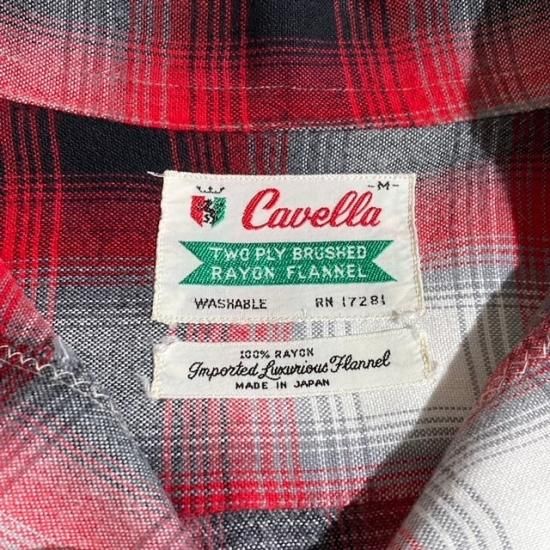 -M-
Cavella
TWO PLY BRUSHED
RAYON FLANNEL
WASHABLE RN 17281
100% RAYON
Imported Luxurious Flannel
MADE IN JAPAN